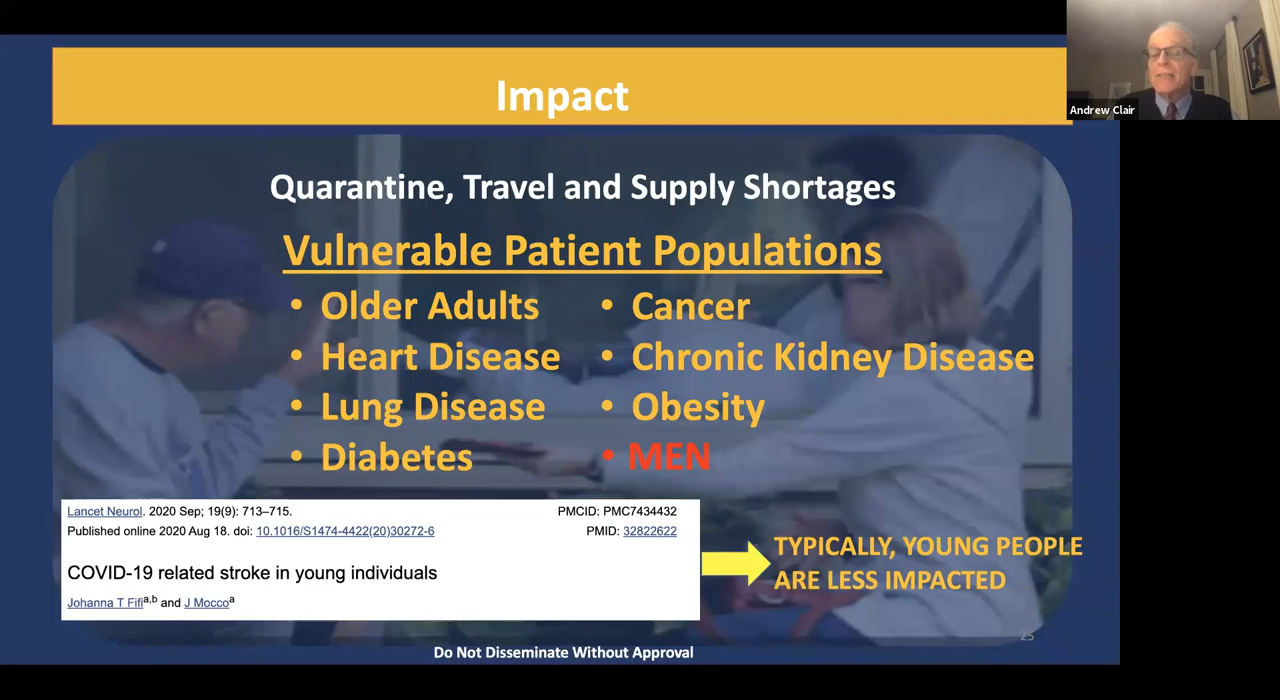 Impact
Andrew Clair
Quarantine, Travel and Supply Shortages
Vulnerable Patient Populations
• Older Adults
• Heart Disease
• Lung Disease
• Diabetes
• Cancer
• Chronic Kidney Disease
• Obesity
• MEN
Lancet Neurol. 2020 Sep; 19(9): 713–715.
PMCID: PMC7434432
Published online 2020 Aug 18. doi: 10.1016/S1474-4422(20)30272-6
PMID: 32822622
COVID-19 related stroke in young individuals
Johanna T Fifi a,b and J Mocco a
TYPICALLY, YOUNG PEOPLE
ARE LESS IMPACTED
25
Do Not Disseminate Without Approval